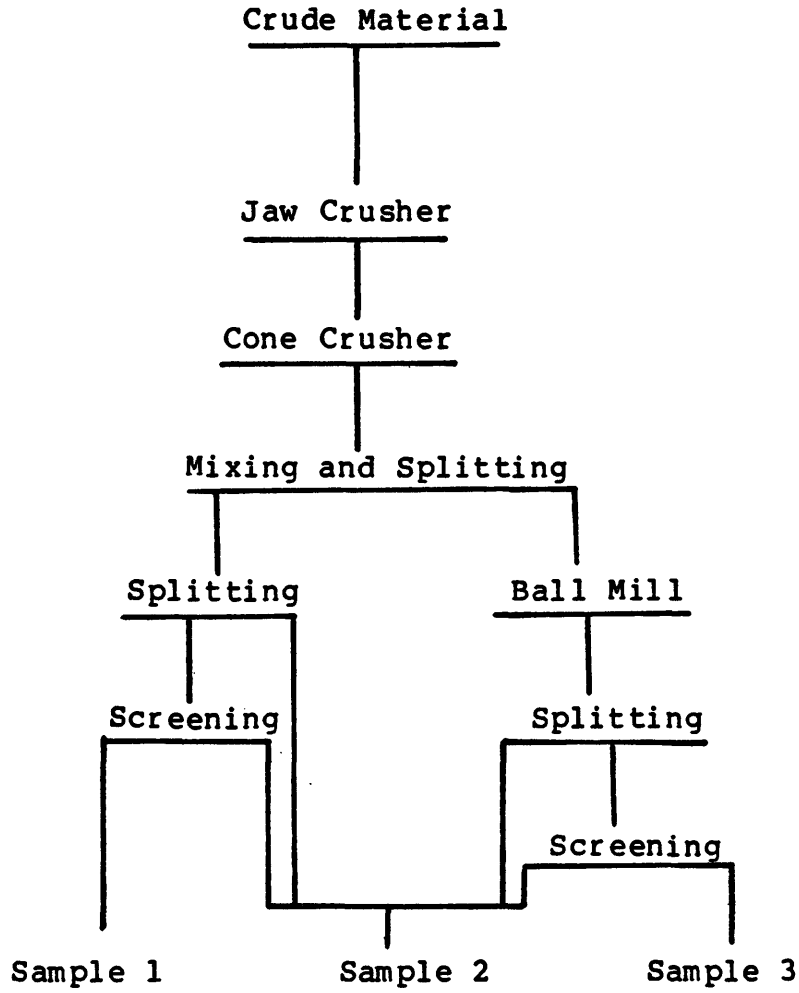 Crude Material
Jaw Crusher
Cone Crusher
Mixing and Splitting
Splitting
Ball Mill
Screening
Splitting
Screening
Sample 1
Sample 2
Sample 3